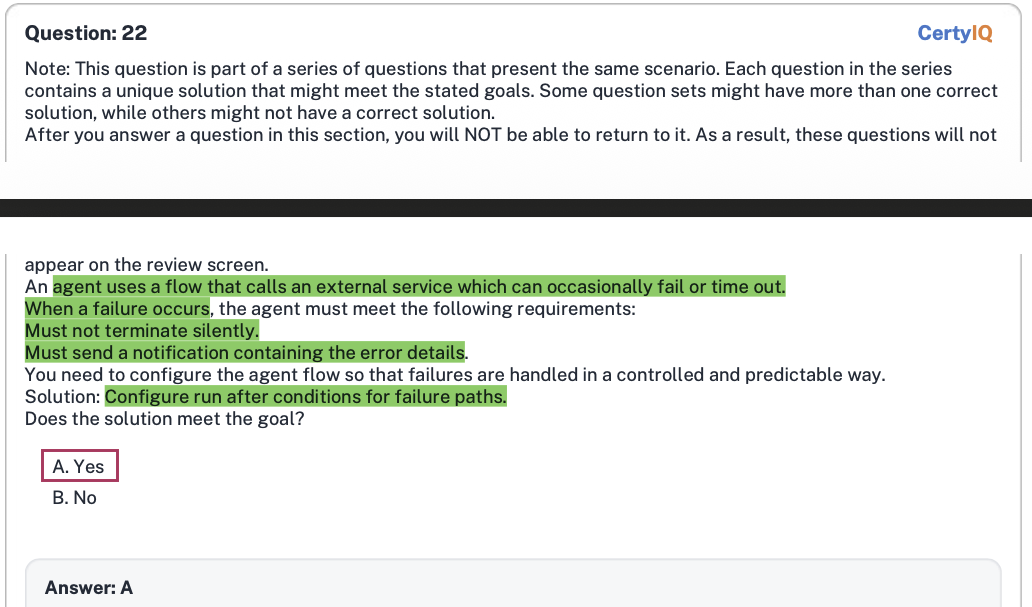 Question: 22
CertyIQ
Note: This question is part of a series of questions that present the same scenario. Each question in the series
contains a unique solution that might meet the stated goals. Some question sets might have more than one correct
solution, while others might not have a correct solution.
After you answer a question in this section, you will NOT be able to return to it. As a result, these questions will not
appear on the review screen.
An agent uses a flow that calls an external service which can occasionally fail or time out.
When a failure occurs, the agent must meet the following requirements:
Must not terminate silently.
Must send a notification containing the error details.
You need to configure the agent flow so that failures are handled in a controlled and predictable way.
Solution: Configure run after conditions for failure paths.
Does the solution meet the goal?
A. Yes
B. No
Answer: A